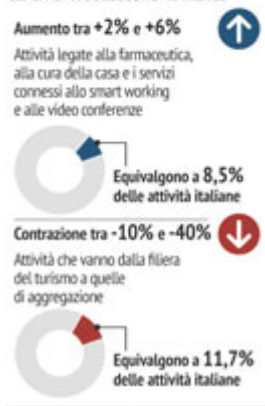 Aumento tra +2% e +6%
Attività legate alla farmaceutica,
alla cura della casa e i servizi
connessi allo smart working
e alle video conferenze
Equivalgono a 8,5%
delle attività italiane
Contrazione tra -10% e -40%
Attività che vanno dalla filiera
del turismo a quelle
di aggregazione
Equivalgono a 11,7%
delle attività italiane